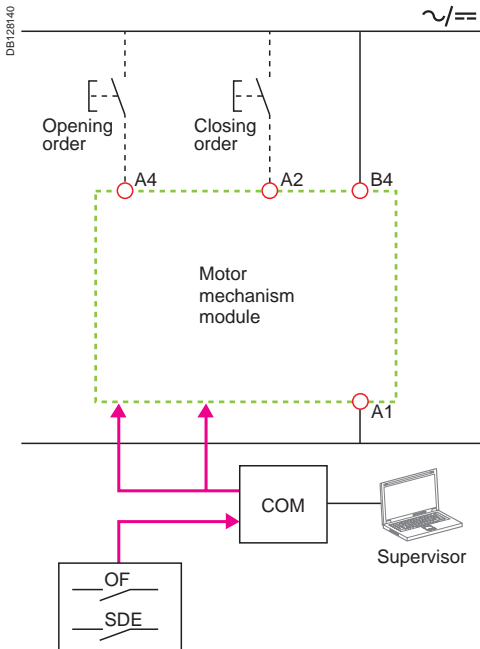 DB128140
Opening
order
Closing
order
A4
A2
B4
Motor
mechanism
module
A1
COM
Supervisor
OF
SDE